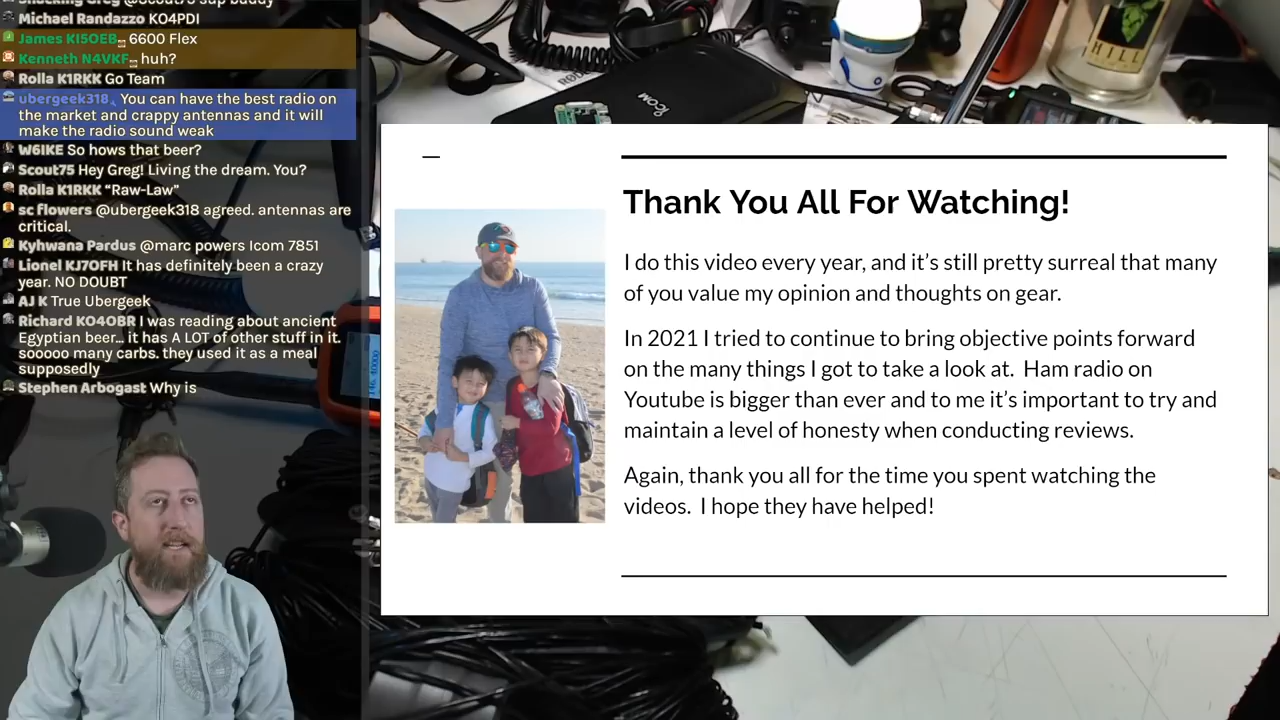 Michael Randazzo KO4PDI
James KI5OEB 6600 Flex
Kenneth N4VKF huh?
Rolla K1RKK Go Team
ubergeek318 You can have the best radio on
the market and crappy antennas and it will
make the radio sound weak
W6IKE So hows that beer?
Scout75 Hey Greg! Living the dream. You?
Rolla K1RKK “Raw-Law”
sc flowers @ubergeek318 agreed. antennas are
critical.
Kyhwana Pardus @marc powers Icom 7851
Lionel KJ7OFH It has definitely been a crazy
year. NO DOUBT
AJ K True Ubergeek
Richard KO4OBR I was reading about ancient
Egyptian beer... it has A LOT of other stuff in it.
sooooo many carbs. they used it as a meal
supposedly
Stephen Arbogast Why is
ICOM
HILL
Thank You All For Watching!
I do this video every year, and it’s still pretty surreal that many
of you value my opinion and thoughts on gear.
In 2021 I tried to continue to bring objective points forward
on the many things I got to take a look at.  Ham radio on
Youtube is bigger than ever and to me it’s important to try and
maintain a level of honesty when conducting reviews.
Again, thank you all for the time you spent watching the
videos.  I hope they have helped!